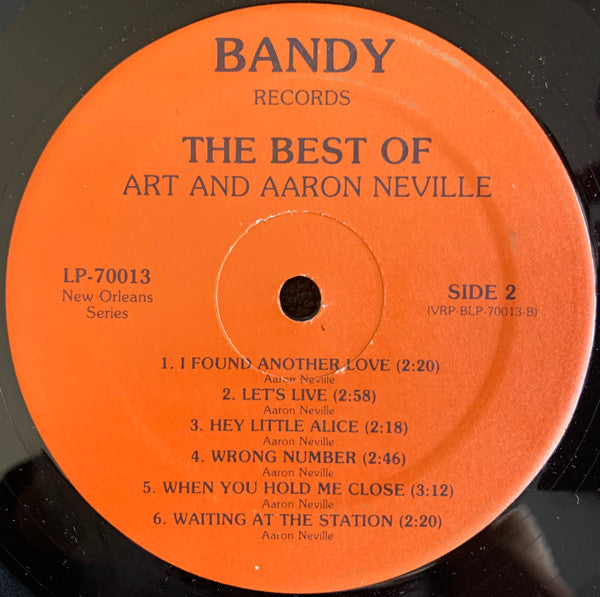 BANDY
RECORDS
THE BEST OF
ART AND AARON NEVILLE
LP-70013
New Orleans
Series
SIDE 2
(VRP-BLP-70013-B)
1. I FOUND ANOTHER LOVE (2:20)
Aaron Neville
2. LET'S LIVE (2:58)
Aaron Neville
3. HEY LITTLE ALICE (2:18)
Aaron Neville
4. WRONG NUMBER (2:46)
Aaron Neville
5. WHEN YOU HOLD ME CLOSE (3:12)
Aaron Neville
6. WAITING AT THE STATION (2:20)
Aaron Neville